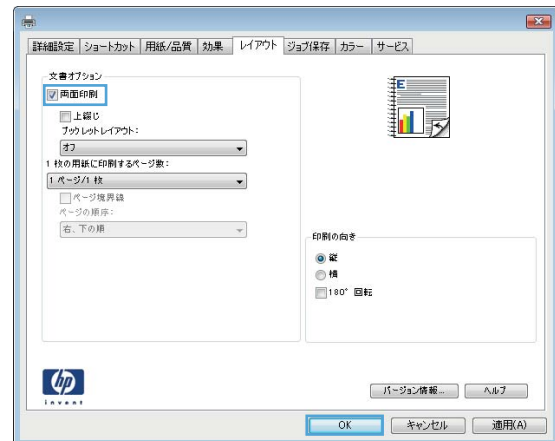 詳細設定 ショートカット 用紙/品質 効果 レイアウト ジョブ保存 カラー サービス
文書オプション
両面印刷
上綴じ
ブックレットレイアウト:
オフ
1 枚の用紙に印刷するページ数:
1 ページ/1 枚
ページ境界線
ページの順序:
右、下の順
E
印刷の向き
縦
横
180° 回転
hp
invent
バージョン情報... ヘルプ
OK キャンセル 適用(A)